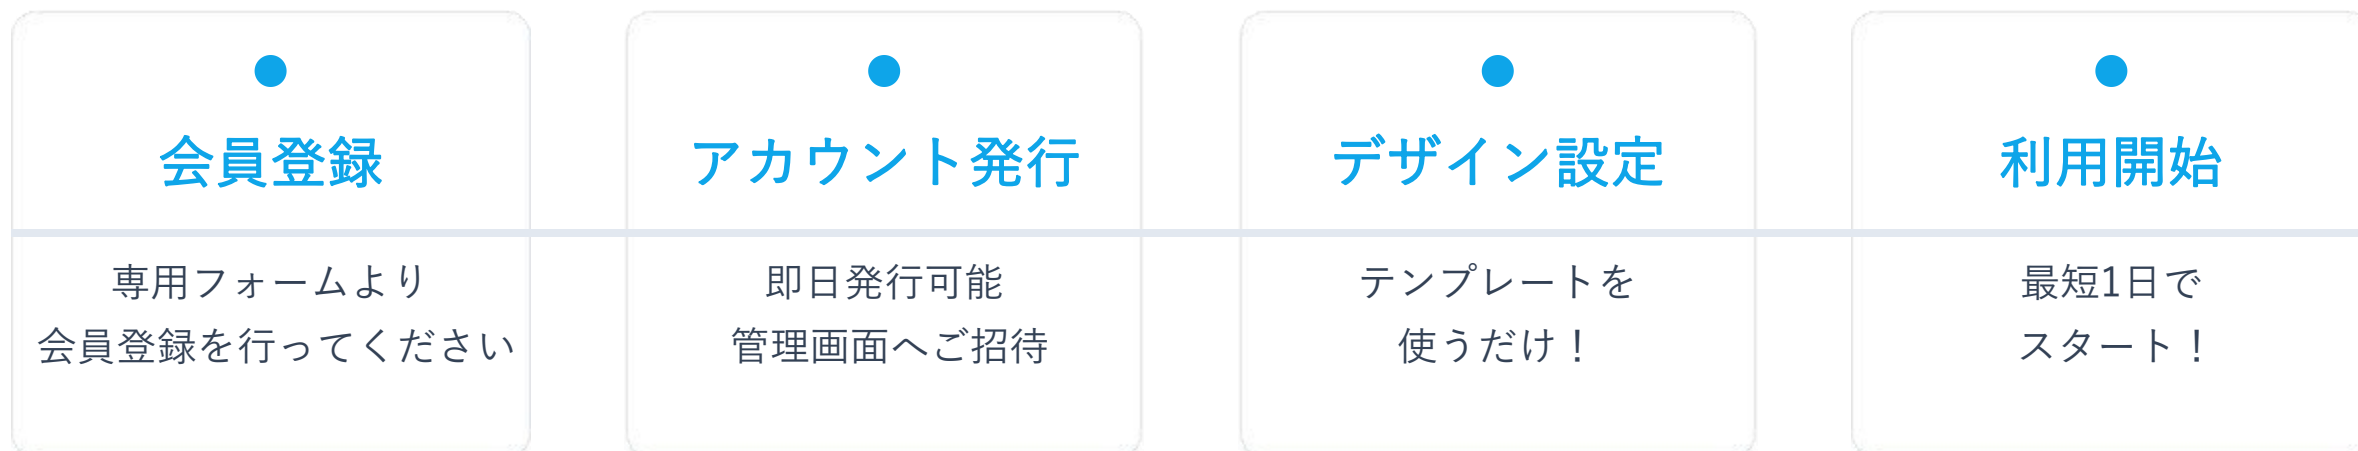 会員登録
専用フォームより
会員登録を行ってください
アカウント発行
即日発行可能
管理画面へご招待
デザイン設定
テンプレートを
使うだけ！
利用開始
最短1日で
スタート！